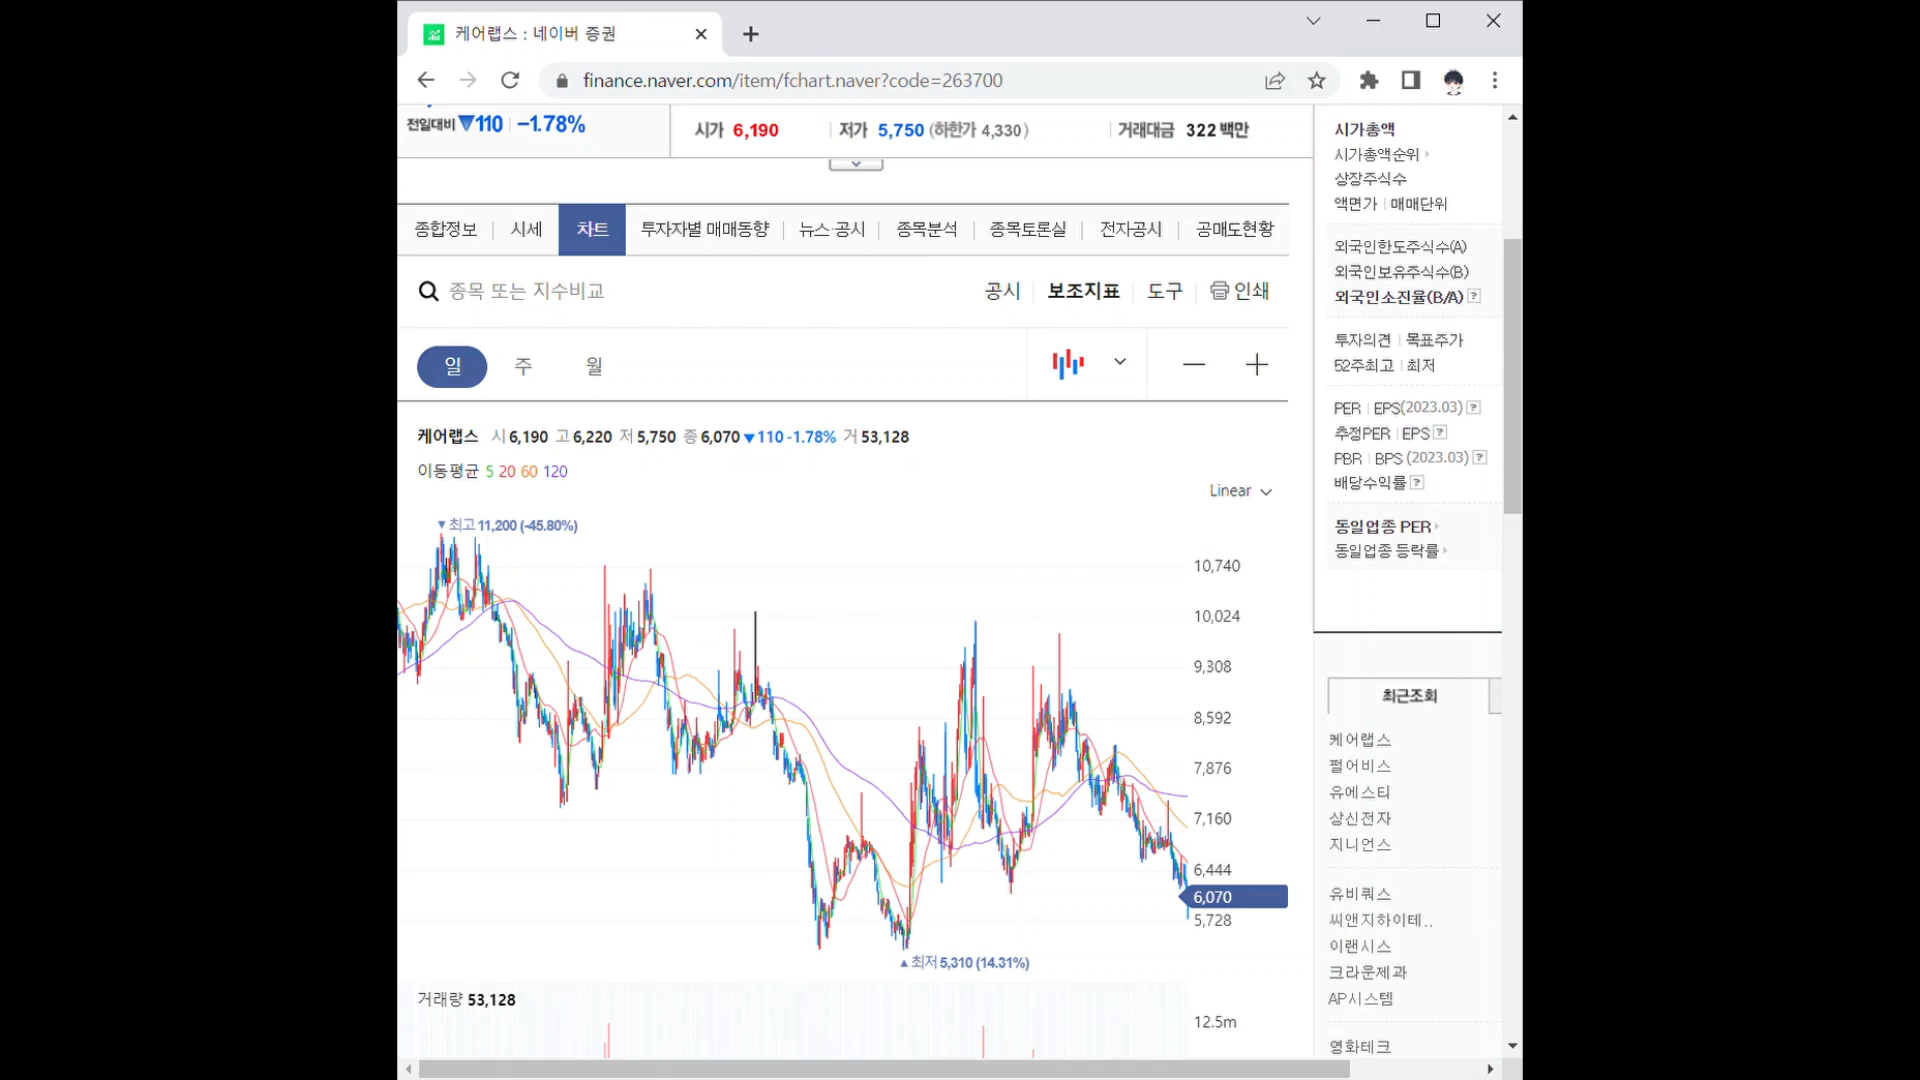 케어랩스 : 네이버 증권
finance.naver.com/item/fchart.naver?code=263700
전일대비 ▼110 -1.78%
시가 6,190 저가 5,750 (하한가 4,330) 거래대금 322 백만
종합정보 시세 차트 투자자별 매매동향 뉴스·공시 종목분석 종목토론실 전자공시 공매도현황
종목 또는 지수비교
공시 보조지표 도구 인쇄
일 주 월
케어랩스 시 6,190 고 6,220 저 5,750 종 6,070 ▼110 -1.78% 거 53,128
이동평균 5 20 60 120
Linear
▼최고 11,200 (-45.80%)
10,740
10,024
9,308
8,592
7,876
7,160
6,444
6,070
5,728
▲최저 5,310 (14.31%)
거래량 53,128
12.5m
시가총액
시가총액순위
상장주식수
액면가 | 매매단위
외국인한도주식수(A)
외국인보유주식수(B)
외국인소진율(B/A) ?
투자의견 | 목표주가
52주최고 | 최저
PER | EPS(2023.03) ?
추정PER | EPS ?
PBR | BPS (2023.03) ?
배당수익률 ?
동일업종 PER
동일업종 등락률
최근조회
케어랩스
펄어비스
유에스티
상신전자
지니언스
유비쿼스
씨앤지하이테..
이랜시스
크라운제과
AP시스템
영화테크